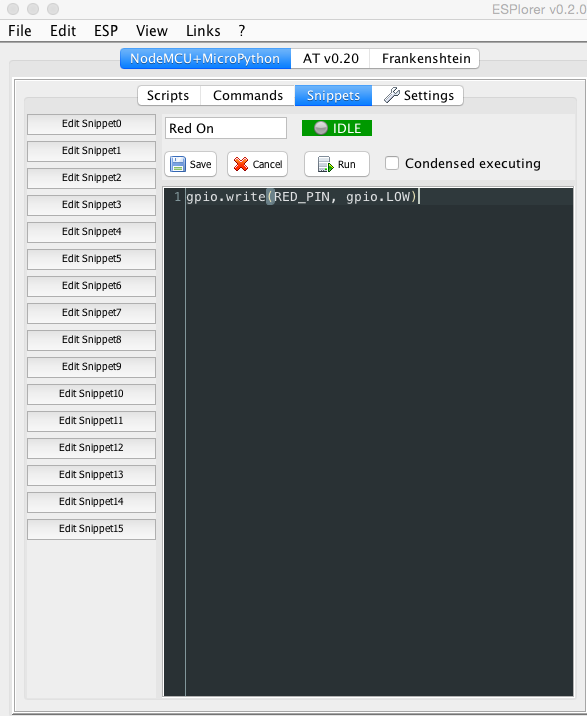 ESPlorer v0.2.0
File Edit ESP View Links ?
NodeMCU+MicroPython AT v0.20 Frankenshtein
Scripts Commands Snippets Settings
Edit Snippet0
Red On IDLE
Edit Snippet1
Save Cancel Run Condensed executing
Edit Snippet2
1 gpio.write(RED_PIN, gpio.LOW)
Edit Snippet3
Edit Snippet4
Edit Snippet5
Edit Snippet6
Edit Snippet7
Edit Snippet8
Edit Snippet9
Edit Snippet10
Edit Snippet11
Edit Snippet12
Edit Snippet13
Edit Snippet14
Edit Snippet15